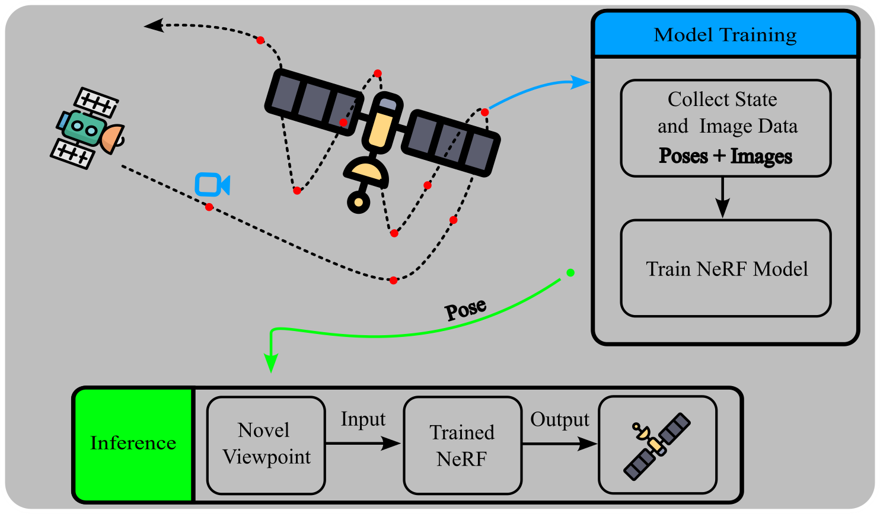 Model Training
Collect State
and Image Data
Poses + Images
Train NeRF Model
Pose
Inference
Novel
Viewpoint
Input
Trained
NeRF
Output